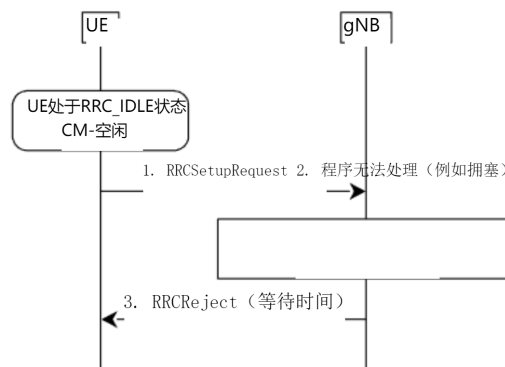 UE
gNB
UE处于RRC_IDLE状态
CM-空闲
1. RRCSetupRequest 2. 程序无法处理（例如拥塞）
3. RRCReject（等待时间）